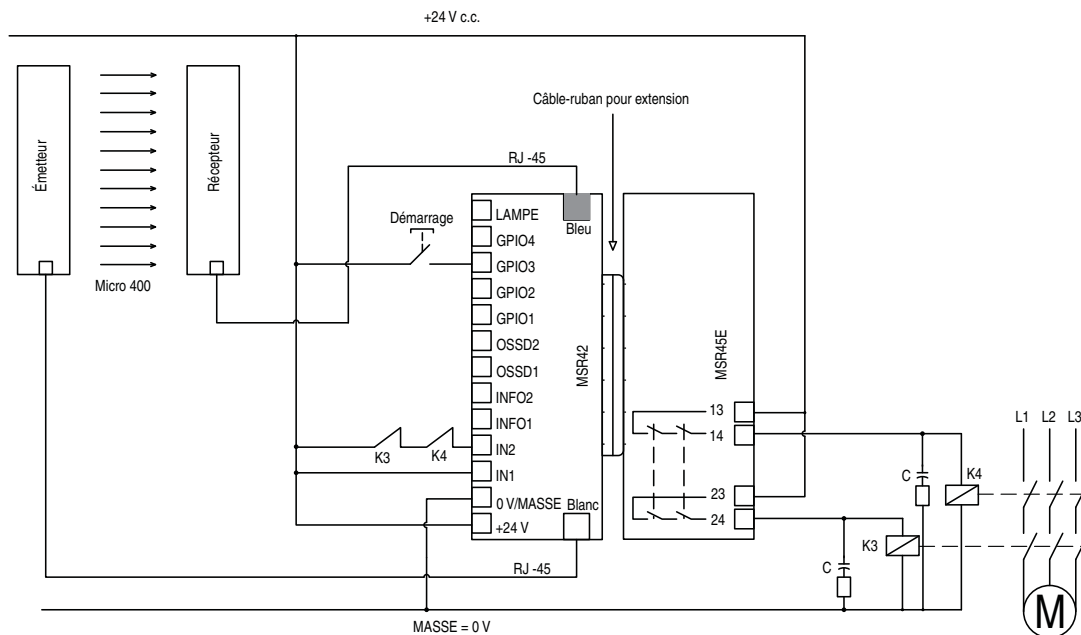 +24 V c.c.
Câble-ruban pour extension
Émetteur
Récepteur
Micro 400
RJ -45
Démarrage
Bleu
LAMPE
GPIO4
GPIO3
GPIO2
GPIO1
OSSD2
OSSD1
INFO2
INFO1
IN2
IN1
0 V/MASSE
Blanc
+24 V
MSR42
MSR45E
K3
K4
13
14
23
24
L1
L2
L3
C
K4
C
K3
M
RJ -45
MASSE = 0 V